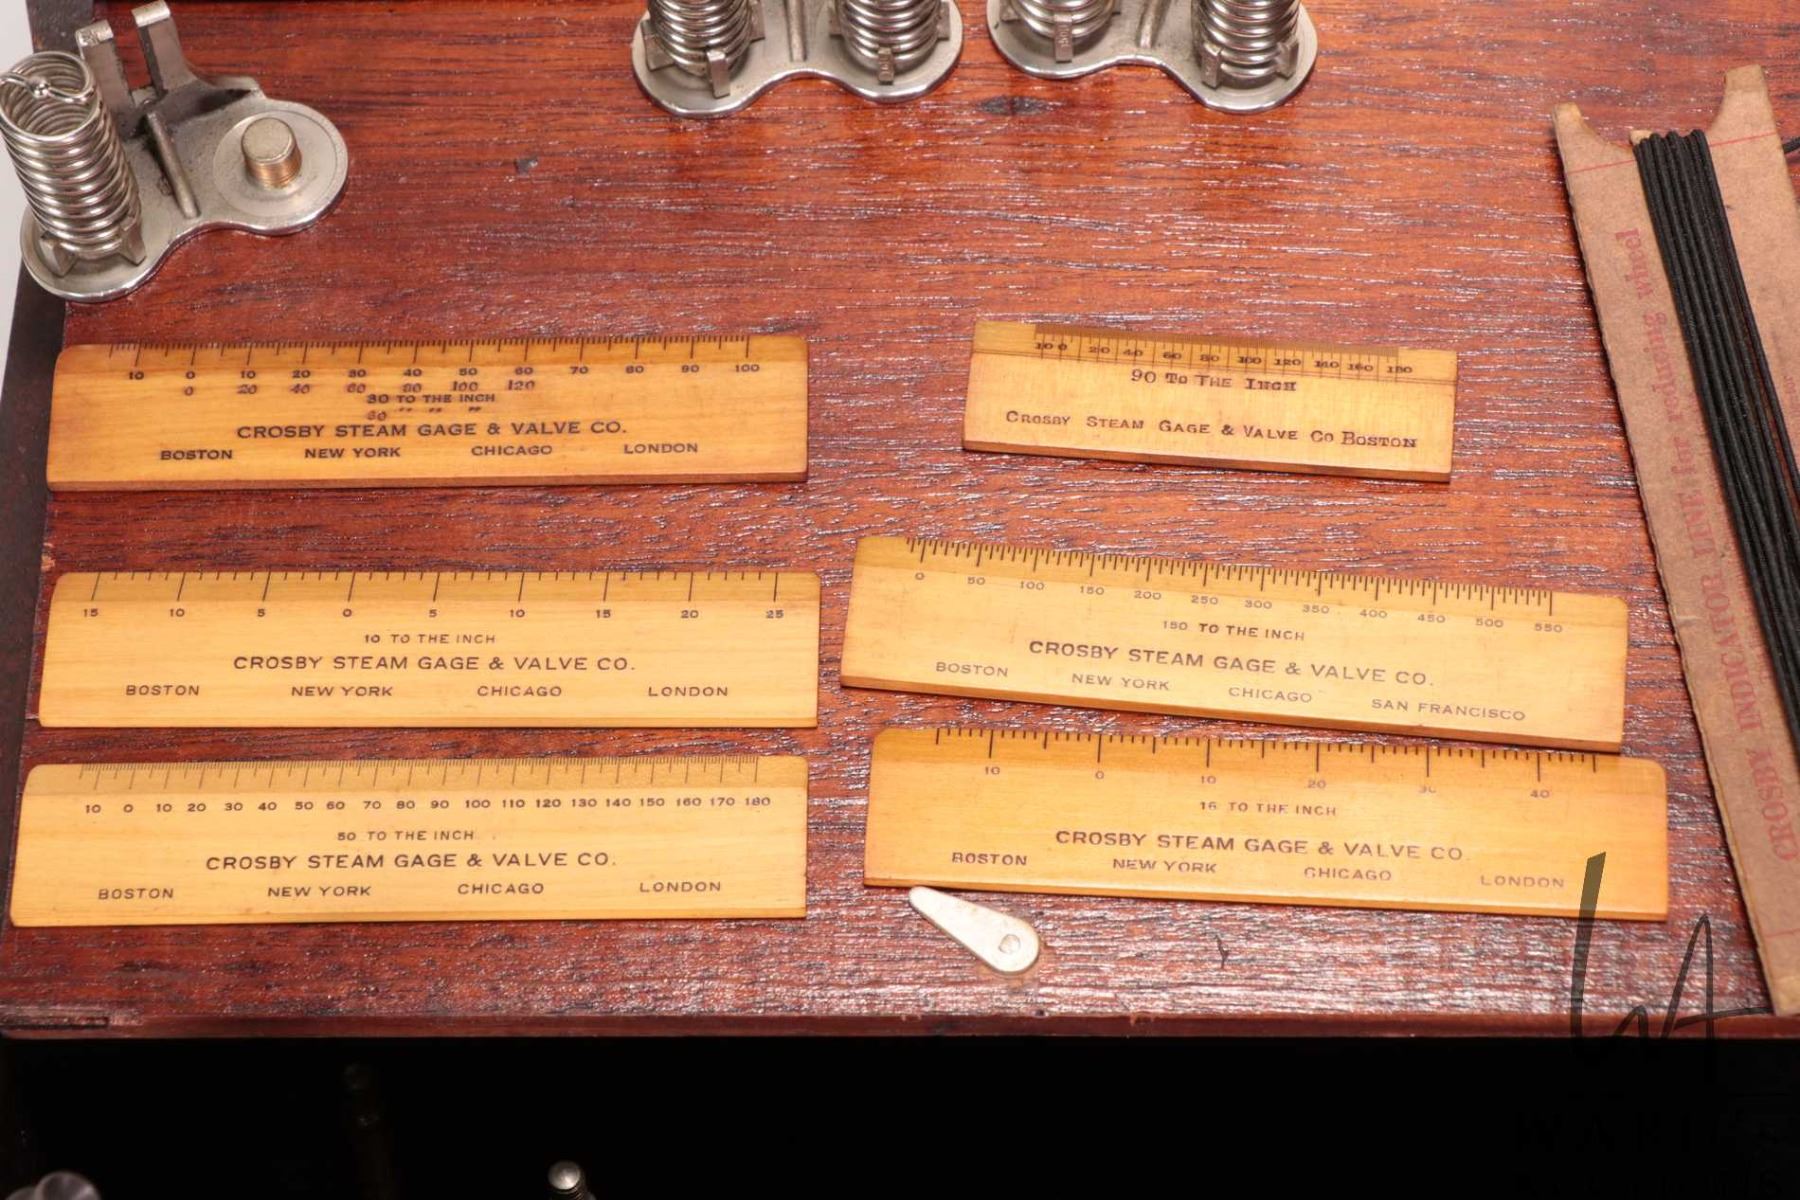 10 0 10 20 30 40 50 60 70 80 90 100
0 20 40 60 80 100 120
30 TO THE INCH
60 " " "
CROSBY STEAM GAGE & VALVE CO.
BOSTON NEW YORK CHICAGO LONDON
10 0 20 40 60 80 100 120 140 160 180
90 TO THE INCH
CROSBY STEAM GAGE & VALVE CO BOSTON
15 10 5 0 5 10 15 20 25
10 TO THE INCH
CROSBY STEAM GAGE & VALVE CO.
BOSTON NEW YORK CHICAGO LONDON
0 50 100 150 200 250 300 350 400 450 500 550
150 TO THE INCH
CROSBY STEAM GAGE & VALVE CO.
BOSTON NEW YORK CHICAGO SAN FRANCISCO
10 0 10 20 30 40 50 60 70 80 90 100 110 120 130 140 150 160 170 180
50 TO THE INCH
CROSBY STEAM GAGE & VALVE CO.
BOSTON NEW YORK CHICAGO LONDON
10 0 10 20 30 40
16 TO THE INCH
CROSBY STEAM GAGE & VALVE CO.
BOSTON NEW YORK CHICAGO LONDON
CROSBY INDICATOR LINE for reducing wheel